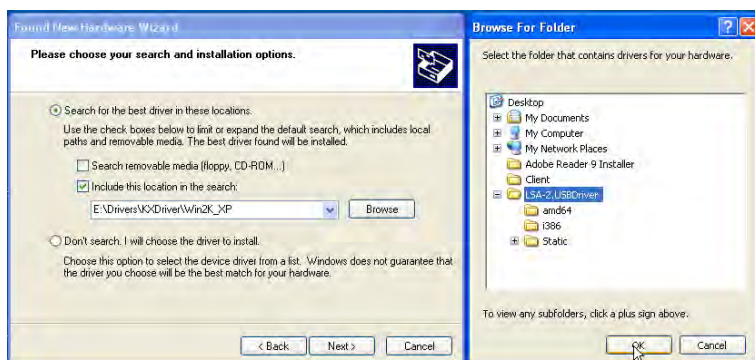 Found New Hardware Wizard
Please choose your search and installation options.
Search for the best driver in these locations.
Use the check boxes below to limit or expand the default search, which includes local
paths and removable media. The best driver found will be installed.
Search removable media (floppy, CD-ROM...)
Include this location in the search:
E:\Drivers\KXDriver\Win2K_XP
Browse
Don't search. I will choose the driver to install.
Choose this option to select the device driver from a list. Windows does not guarantee that
the driver you choose will be the best match for your hardware.
< Back
Next >
Cancel
Browse For Folder
Select the folder that contains drivers for your hardware.
Desktop
My Documents
My Computer
My Network Places
Adobe Reader 9 Installer
Client
LSA-2.USBDriver
amd64
i386
Static
To view any subfolders, click a plus sign above.
OK
Cancel